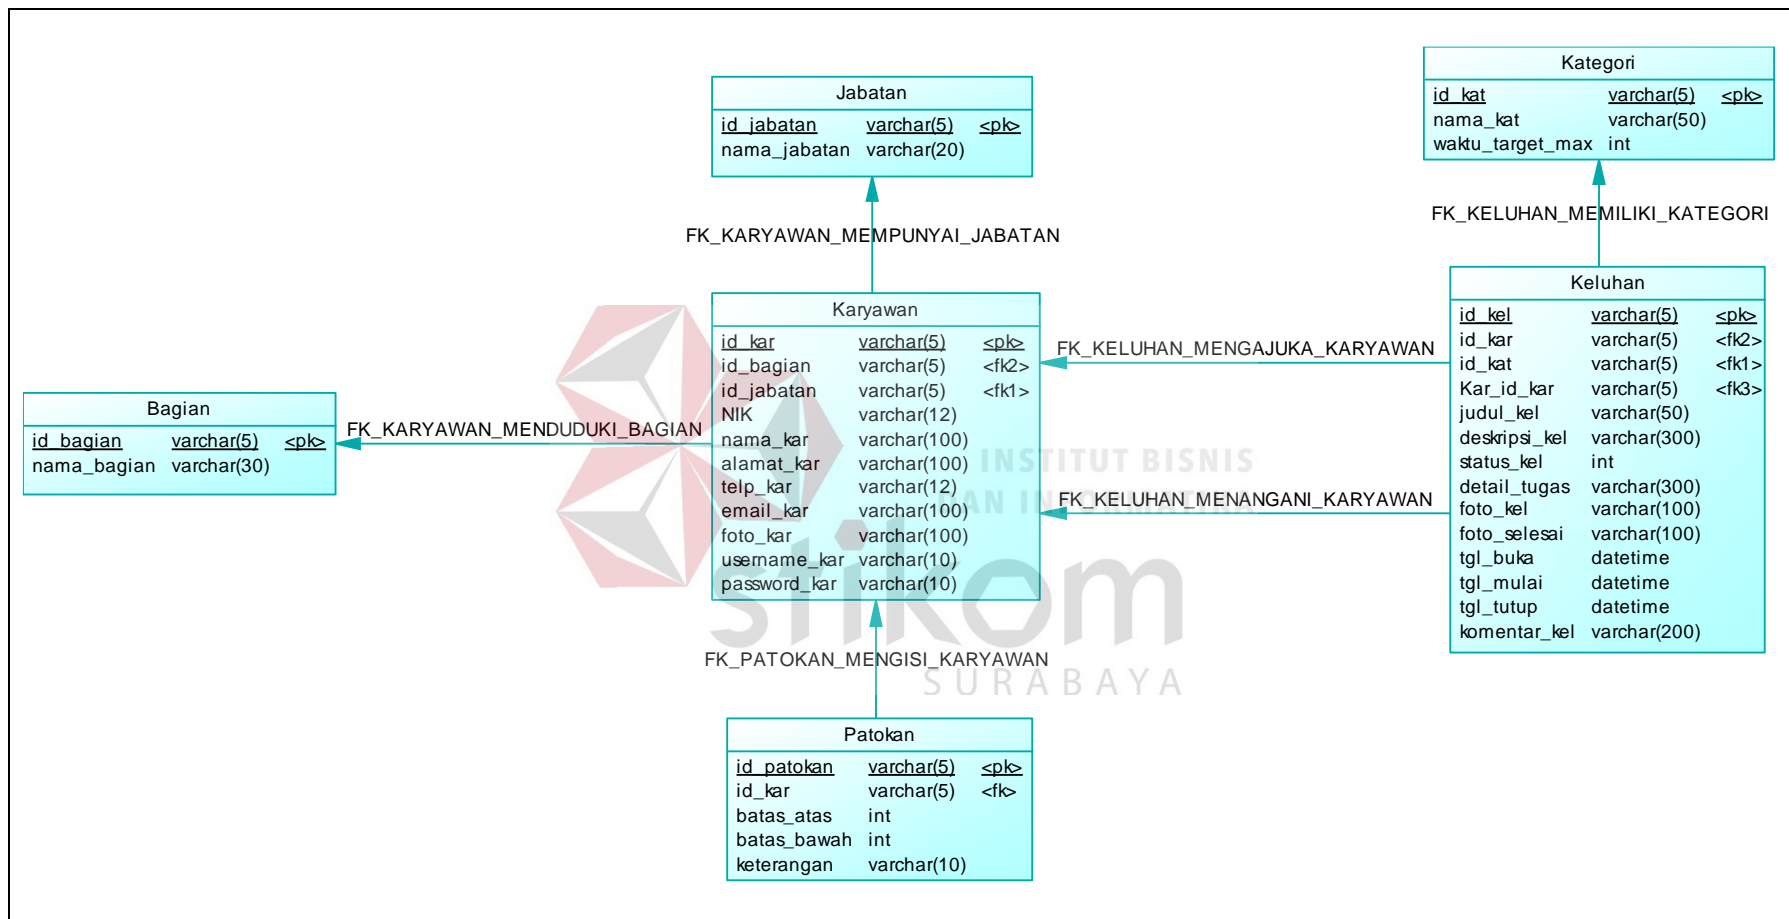 Kategori
id_kat varchar(5) <pk>
nama_kat varchar(50)
waktu_target_max int
Jabatan
id_jabatan varchar(5) <pk>
nama_jabatan varchar(20)
FK_KELUHAN_MEMILIKI_KATEGORI
FK_KARYAWAN_MEMPUNYAI_JABATAN
Keluhan
id_kel varchar(5) <pk>
id_kar varchar(5) <fk2>
id_kat varchar(5) <fk1>
Kar_id_kar varchar(5) <fk3>
judul_kel varchar(50)
deskripsi_kel varchar(300)
status_kel int
detail_tugas varchar(300)
foto_kel varchar(100)
foto_selesai varchar(100)
tgl_buka datetime
tgl_mulai datetime
tgl_tutup datetime
komentar_kel varchar(200)
Karyawan
id_kar varchar(5) <pk>
id_bagian varchar(5) <fk2>
id_jabatan varchar(5) <fk1>
NIK varchar(12)
nama_kar varchar(100)
alamat_kar varchar(100)
telp_kar varchar(12)
email_kar varchar(100)
foto_kar varchar(100)
username_kar varchar(10)
password_kar varchar(10)
FK_KELUHAN_MENGAJUKA_KARYAWAN
FK_KELUHAN_MENANGANI_KARYAWAN
Bagian
id_bagian varchar(5) <pk>
nama_bagian varchar(30)
FK_KARYAWAN_MENDUDUKI_BAGIAN
INSTITUT BISNIS
DAN INFORMATIKA
stikom
SURABAYA
FK_PATOKAN_MENGISI_KARYAWAN
Patokan
id_patokan varchar(5) <pk>
id_kar varchar(5) <fk>
batas_atas int
batas_bawah int
keterangan varchar(10)